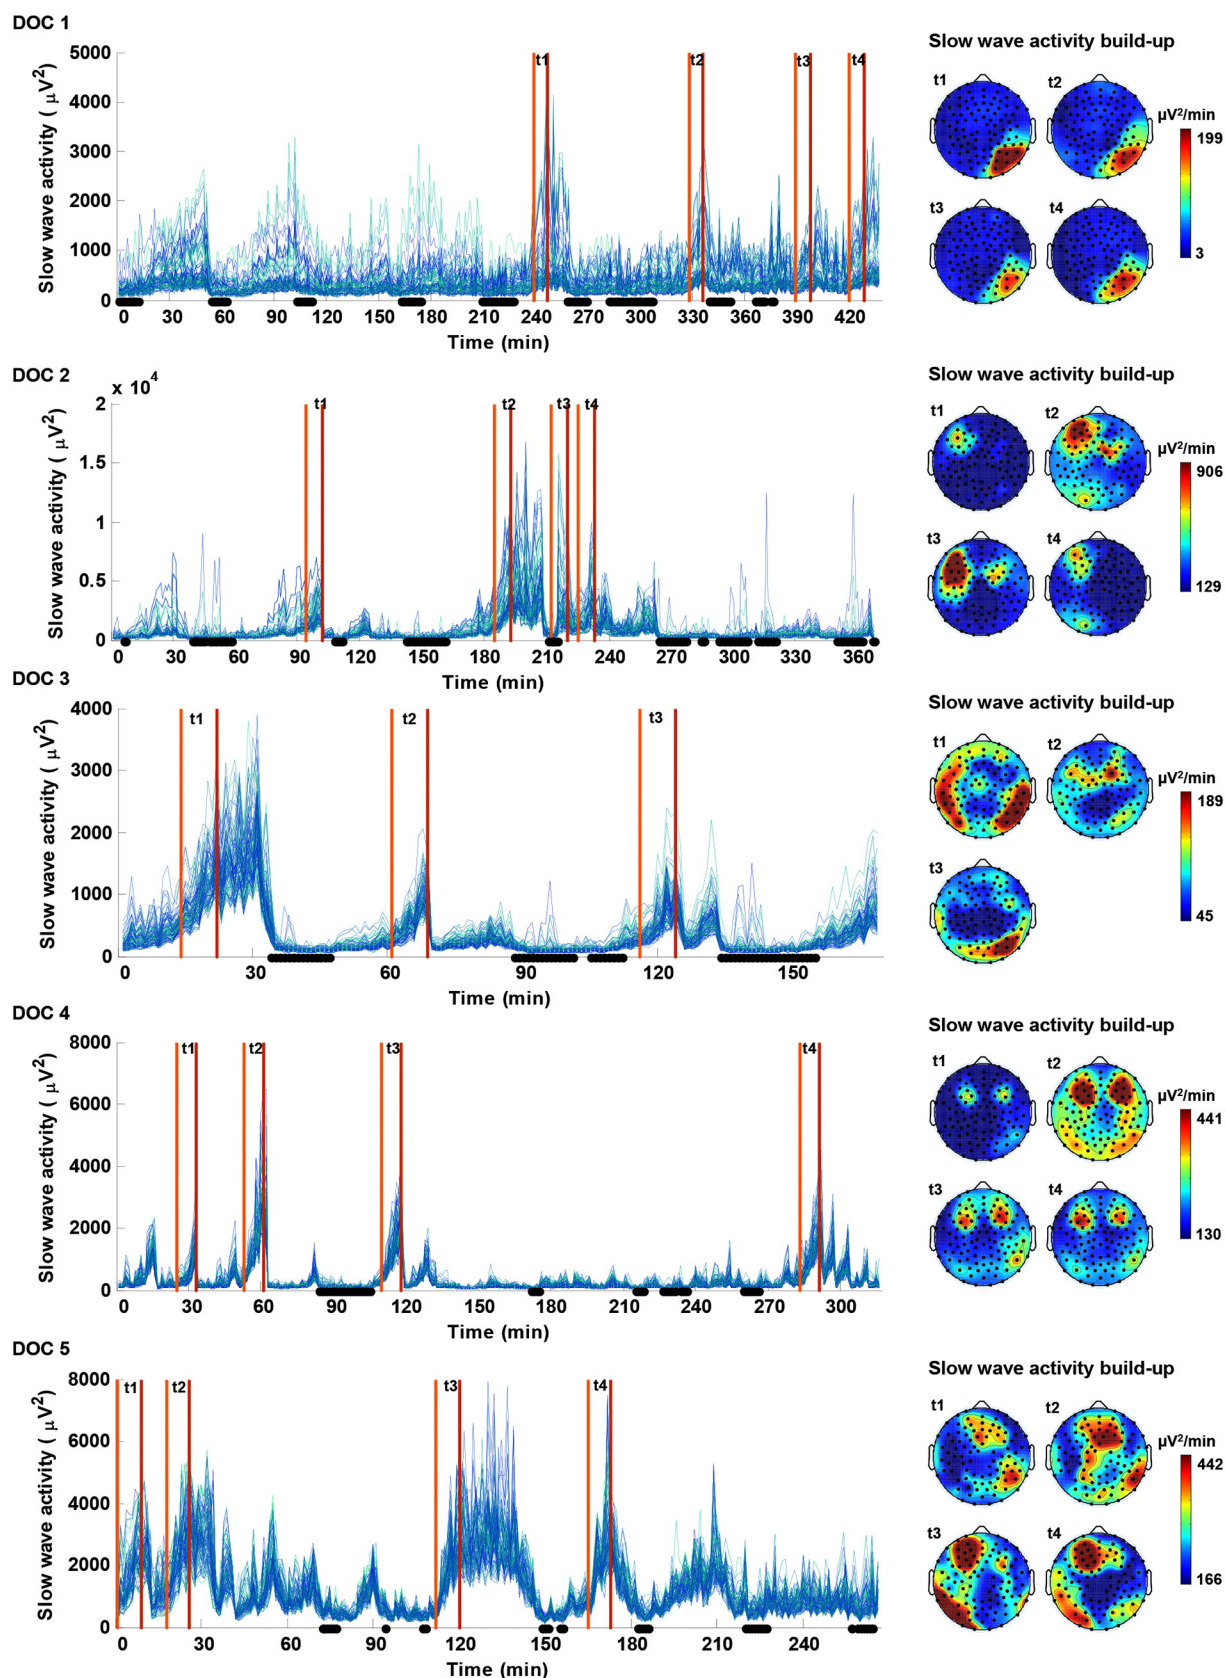 DOC 1
Slow wave activity ( μV²)
5000
4000
3000
2000
1000
0
t1 t2 t3 t4
0 30 60 90 120 150 180 210 240 270 300 330 360 390 420
Time (min)
Slow wave activity build-up
t1 t2
t3 t4
μV²/min
199
3
DOC 2
x 10⁴
Slow wave activity ( μV²)
2
1.5
1
0.5
0
t1 t2 t3 t4
0 30 60 90 120 150 180 210 240 270 300 330 360
Time (min)
Slow wave activity build-up
t1 t2
t3 t4
μV²/min
906
129
DOC 3
Slow wave activity ( μV²)
4000
3000
2000
1000
0
t1 t2 t3
0 30 60 90 120 150
Time (min)
Slow wave activity build-up
t1 t2
t3
μV²/min
189
45
DOC 4
Slow wave activity ( μV²)
8000
6000
4000
2000
0
t1 t2 t3 t4
0 30 60 90 120 150 180 210 240 270 300
Time (min)
Slow wave activity build-up
t1 t2
t3 t4
μV²/min
441
130
DOC 5
Slow wave activity ( μV²)
8000
6000
4000
2000
0
t1 t2 t3 t4
0 30 60 90 120 150 180 210 240
Time (min)
Slow wave activity build-up
t1 t2
t3 t4
μV²/min
442
166